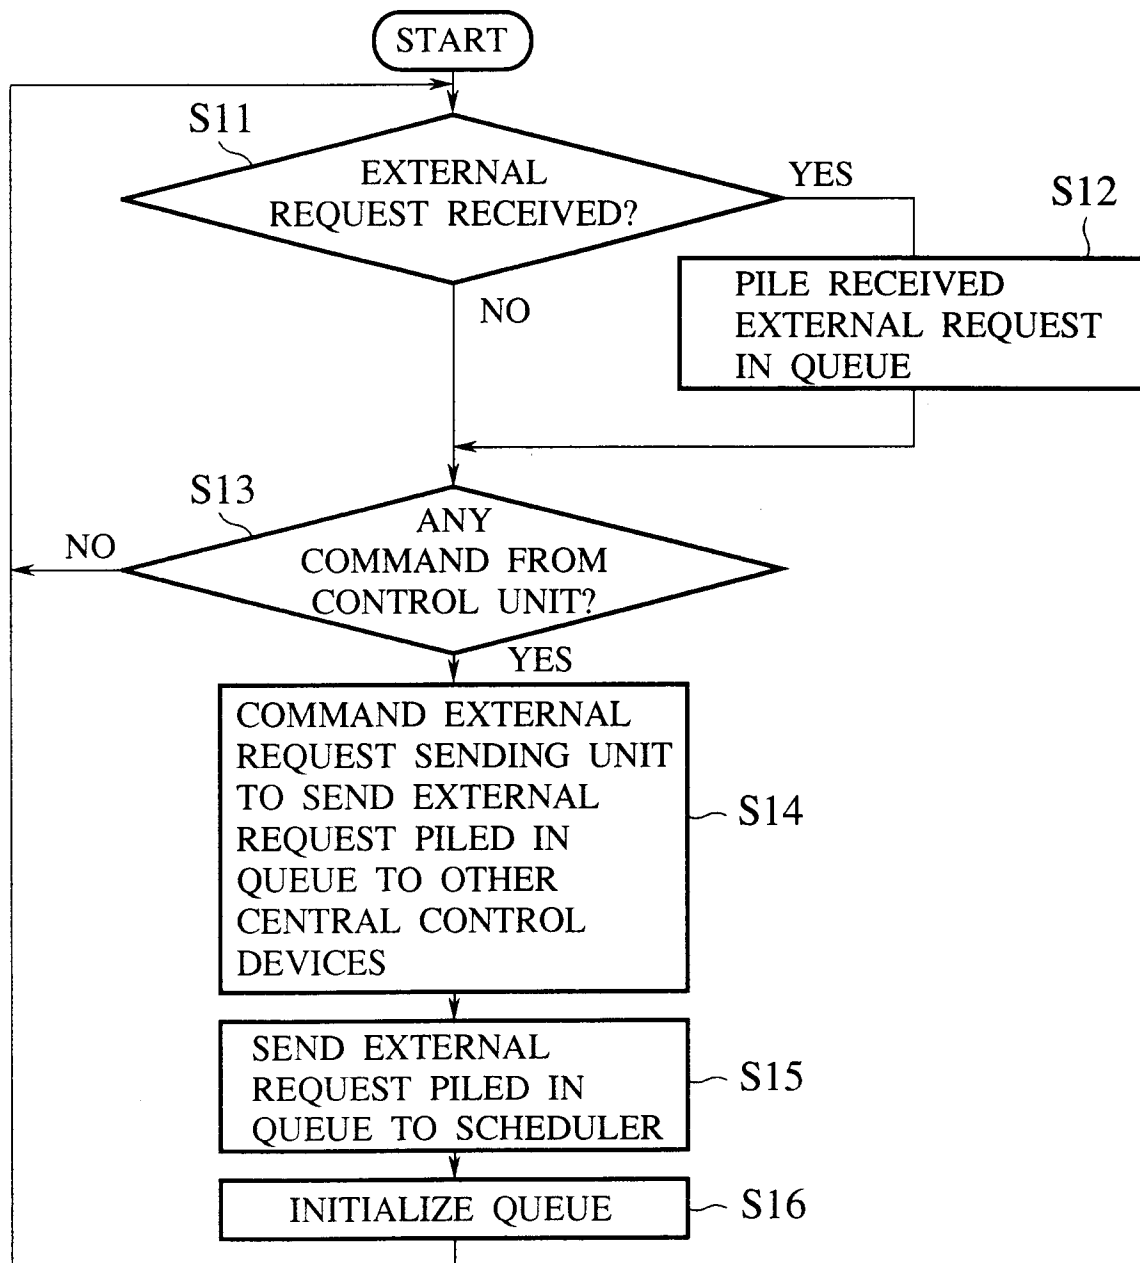 START
S11
EXTERNAL
REQUEST RECEIVED?
YES
S12
PILE RECEIVED
EXTERNAL REQUEST
IN QUEUE
NO
S13
ANY
COMMAND FROM
CONTROL UNIT?
NO
YES
COMMAND EXTERNAL
REQUEST SENDING UNIT
TO SEND EXTERNAL
REQUEST PILED IN
QUEUE TO OTHER
CENTRAL CONTROL
DEVICES
S14
SEND EXTERNAL
REQUEST PILED IN
QUEUE TO SCHEDULER
S15
INITIALIZE QUEUE
S16